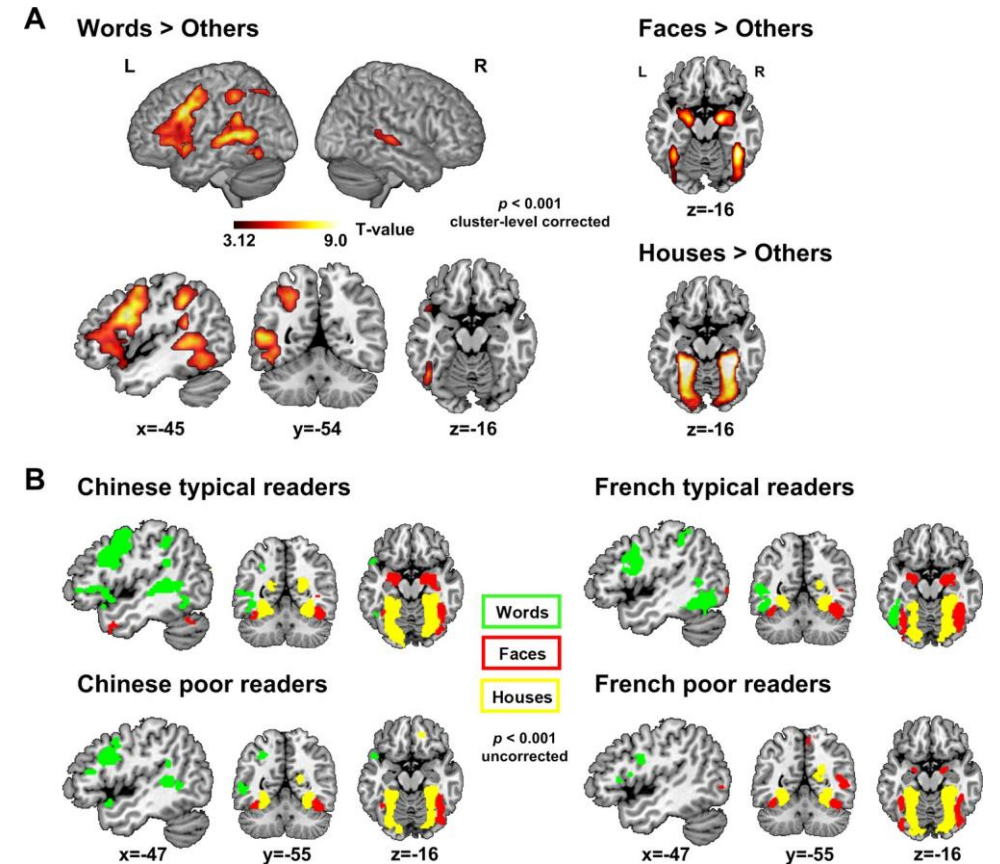 A
Words > Others
L
R
p < 0.001
cluster-level corrected
3.12
9.0
T-value
x=-45
y=-54
z=-16
Faces > Others
L
R
z=-16
Houses > Others
z=-16
B
Chinese typical readers
French typical readers
Words
Faces
Houses
p < 0.001
uncorrected
Chinese poor readers
French poor readers
x=-47
y=-55
z=-16
x=-47
y=-55
z=-16